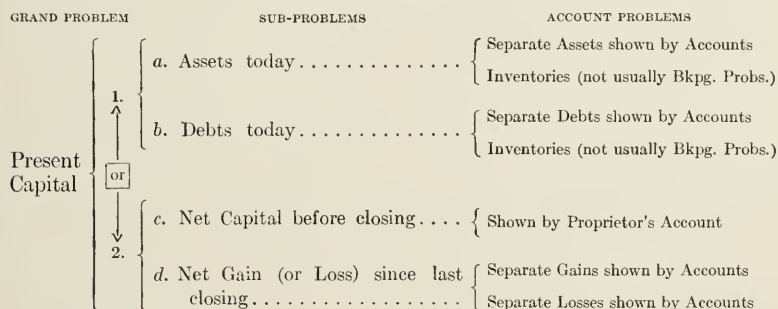 GRAND PROBLEM SUB-PROBLEMS ACCOUNT PROBLEMS
Present Capital
1.
or
2.
a. Assets today..............
Separate Assets shown by Accounts
Inventories (not usually Bkpg. Probs.)
b. Debts today..............
Separate Debts shown by Accounts
Inventories (not usually Bkpg. Probs.)
c. Net Capital before closing....
Shown by Proprietor's Account
d. Net Gain (or Loss) since last
closing..................
Separate Gains shown by Accounts
Separate Losses shown by Accounts